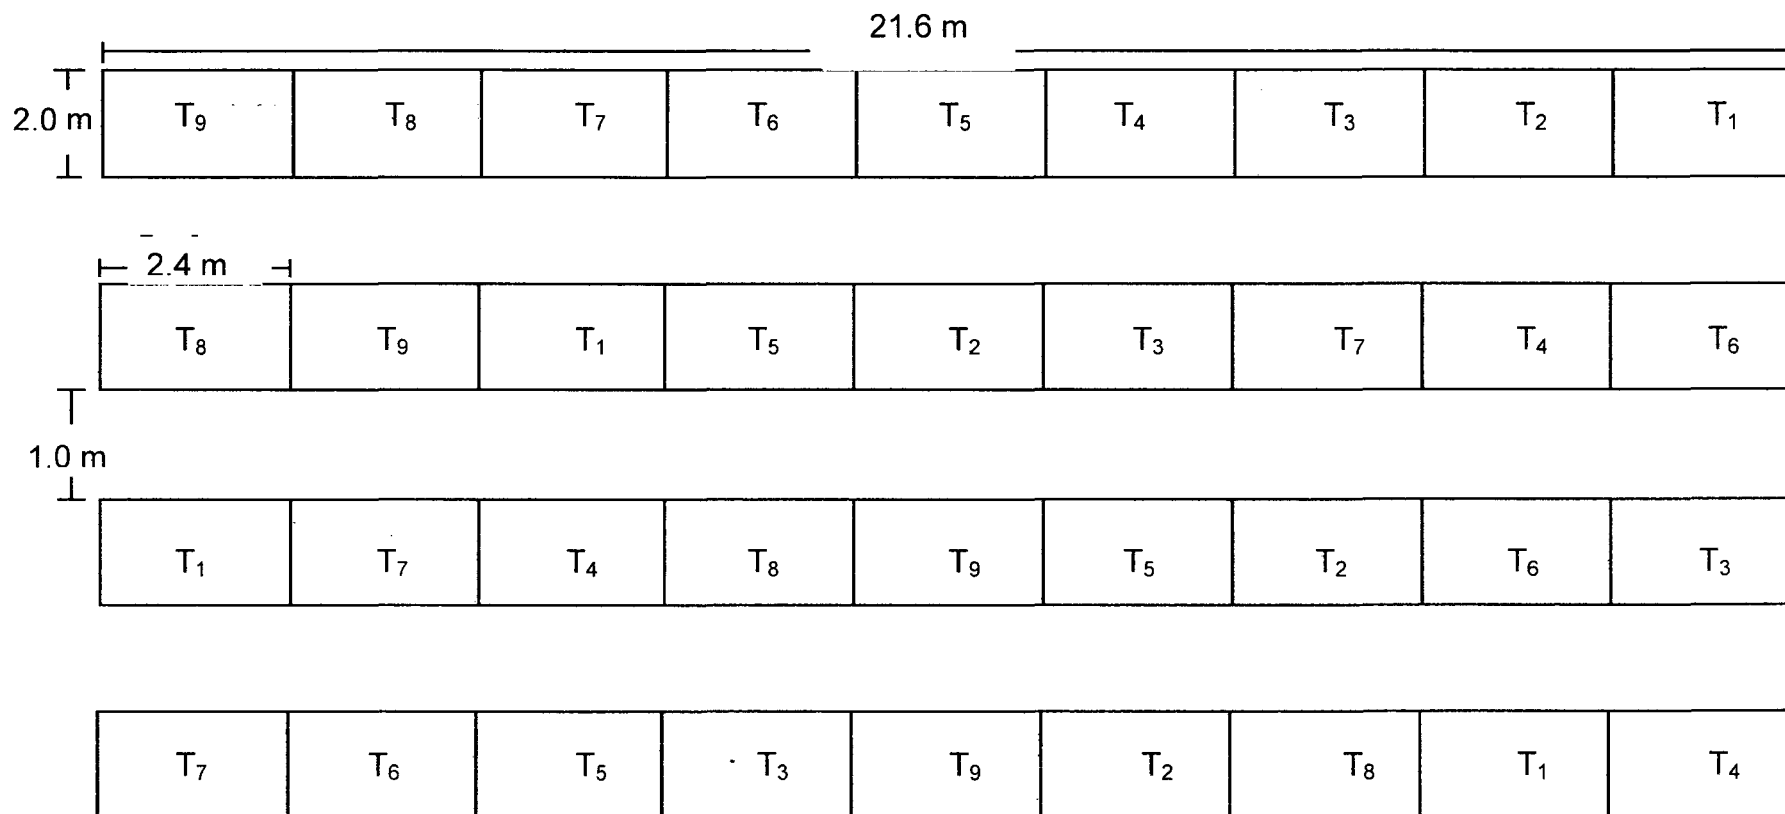 21.6 m
2.0 m T₉ T₈ T₇ T₆ T₅ T₄ T₃ T₂ T₁
2.4 m
T₈ T₉ T₁ T₅ T₂ T₃ T₇ T₄ T₆
1.0 m
T₁ T₇ T₄ T₈ T₉ T₅ T₂ T₆ T₃
T₇ T₆ T₅ T₃ T₉ T₂ T₈ T₁ T₄